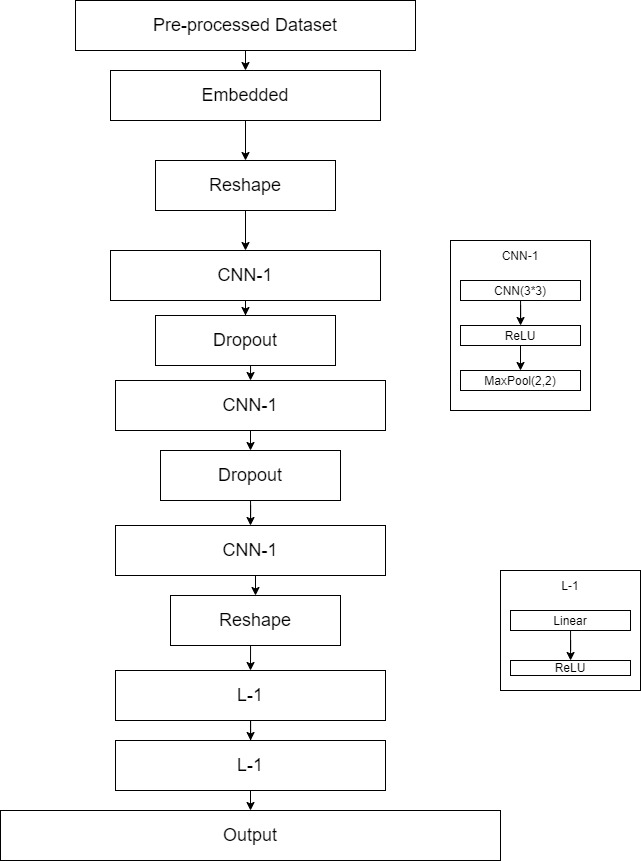 Pre-processed Dataset
Embedded
Reshape
CNN-1
Dropout
CNN-1
Dropout
CNN-1
Reshape
L-1
L-1
Output
CNN-1
CNN(3*3)
ReLU
MaxPool(2,2)
L-1
Linear
ReLU